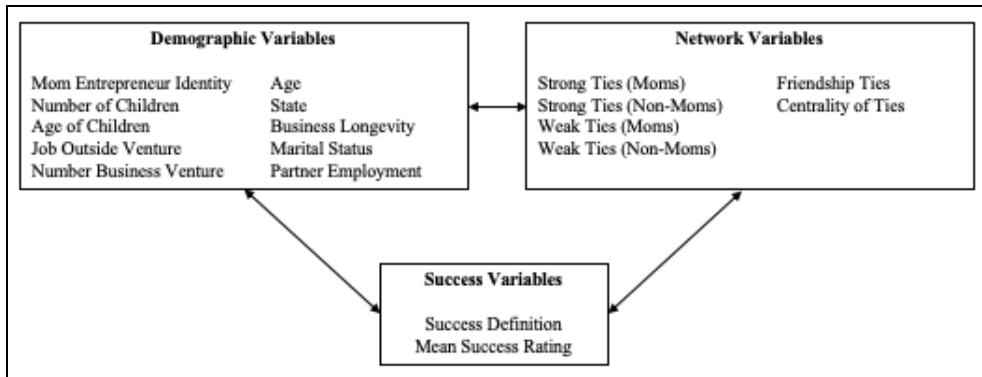 Demographic Variables
Mom Entrepreneur Identity
Number of Children
Age of Children
Job Outside Venture
Number Business Venture
Age
State
Business Longevity
Marital Status
Partner Employment
Network Variables
Strong Ties (Moms)
Strong Ties (Non-Moms)
Weak Ties (Moms)
Weak Ties (Non-Moms)
Friendship Ties
Centrality of Ties
Success Variables
Success Definition
Mean Success Rating